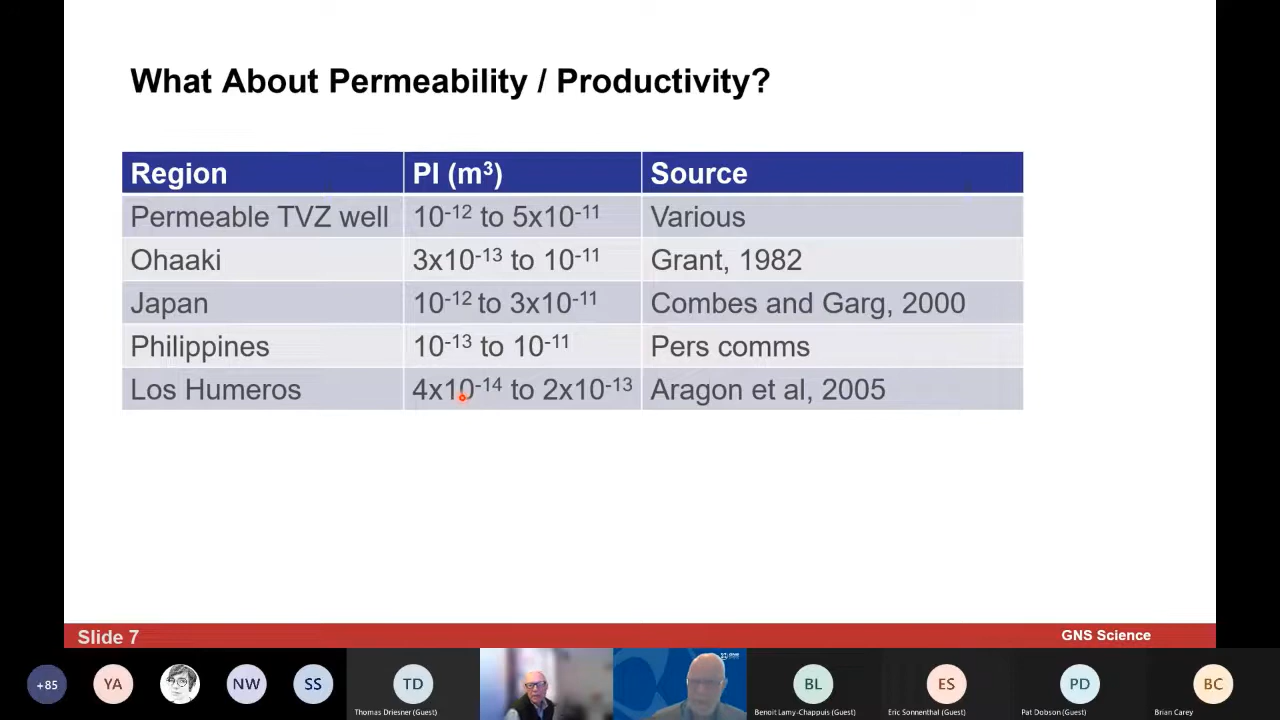 What About Permeability / Productivity?
Region PI (m³) Source
Permeable TVZ well 10⁻¹² to 5x10⁻¹¹ Various
Ohaaki 3x10⁻¹³ to 10⁻¹¹ Grant, 1982
Japan 10⁻¹² to 3x10⁻¹¹ Combes and Garg, 2000
Philippines 10⁻¹³ to 10⁻¹¹ Pers comms
Los Humeros 4x10⁻¹⁴ to 2x10⁻¹³ Aragon et al, 2005
Slide 7 GNS Science
+85 YA NW SS TD BL ES PD BC
Thomas Driesner (Guest) Benoit Lamy-Chappuis (Guest) Eric Sonnenthal (Guest) Pat Dobson (Guest) Brian Carey